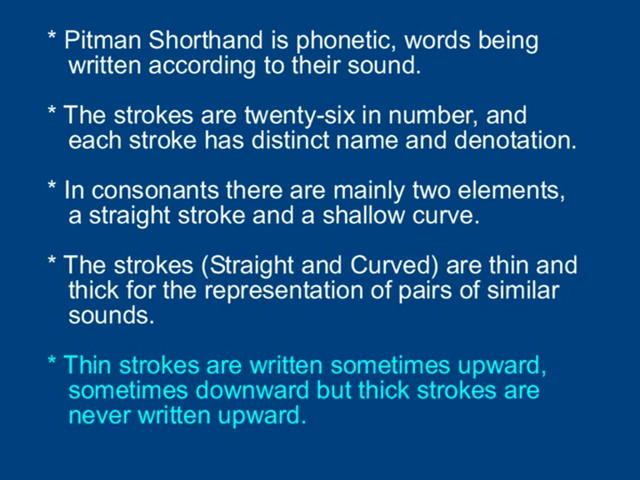 * Pitman Shorthand is phonetic, words being
written according to their sound.
* The strokes are twenty-six in number, and
each stroke has distinct name and denotation.
* In consonants there are mainly two elements,
a straight stroke and a shallow curve.
* The strokes (Straight and Curved) are thin and
thick for the representation of pairs of similar
sounds.
* Thin strokes are written sometimes upward,
sometimes downward but thick strokes are
never written upward.